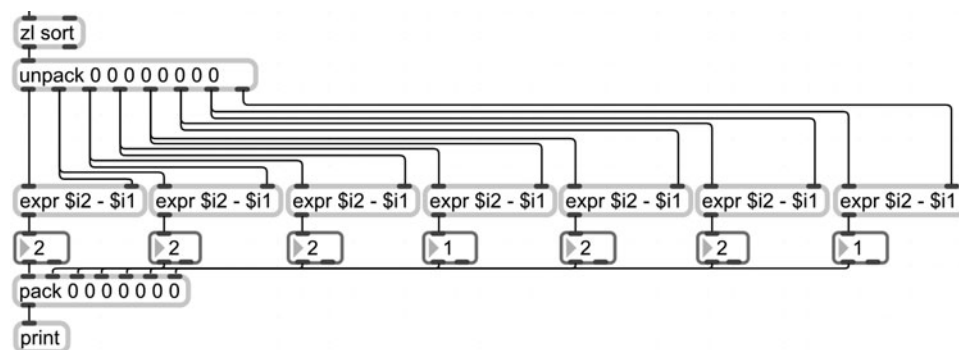 zl sort
unpack 0 0 0 0 0 0 0 0
expr $i2 - $i1 expr $i2 - $i1 expr $i2 - $i1 expr $i2 - $i1 expr $i2 - $i1 expr $i2 - $i1 expr $i2 - $i1
2 2 2 1 2 2 1
pack 0 0 0 0 0 0 0
print